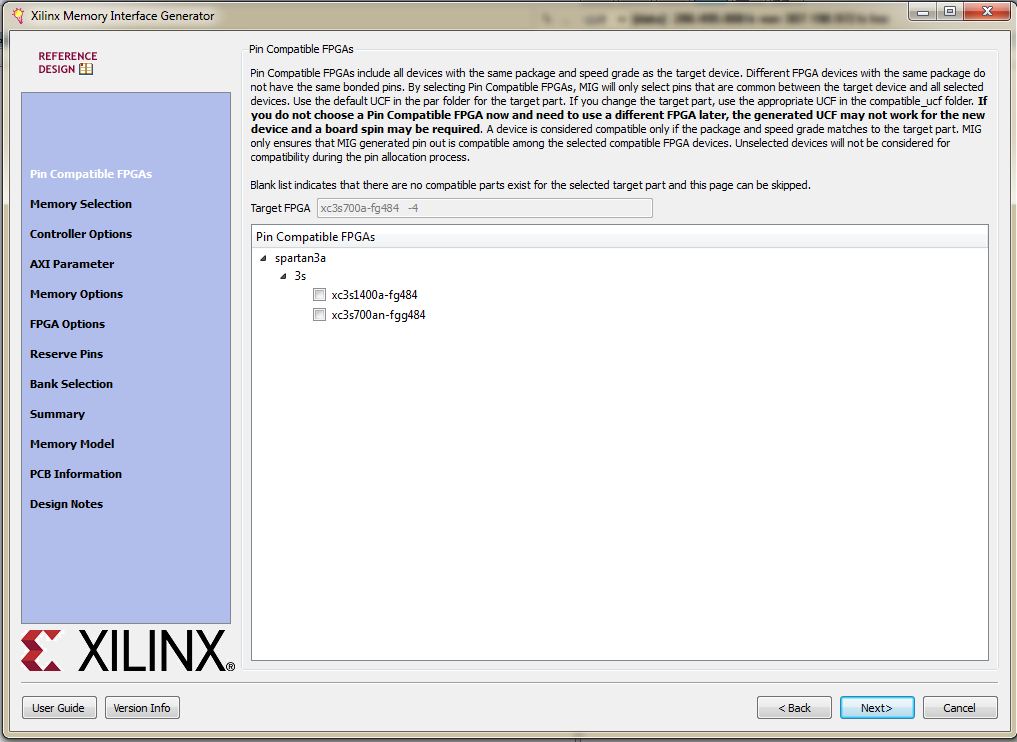 Xilinx Memory Interface Generator
REFERENCE
DESIGN
Pin Compatible FPGAs
Memory Selection
Controller Options
AXI Parameter
Memory Options
FPGA Options
Reserve Pins
Bank Selection
Summary
Memory Model
PCB Information
Design Notes
XILINX®
Pin Compatible FPGAs
Pin Compatible FPGAs include all devices with the same package and speed grade as the target device. Different FPGA devices with the same package do
not have the same bonded pins. By selecting Pin Compatible FPGAs, MIG will only select pins that are common between the target device and all selected
devices. Use the default UCF in the par folder for the target part. If you change the target part, use the appropriate UCF in the compatible_ucf folder. If
you do not choose a Pin Compatible FPGA now and need to use a different FPGA later, the generated UCF may not work for the new
device and a board spin may be required. A device is considered compatible only if the package and speed grade matches to the target part. MIG
only ensures that MIG generated pin out is compatible among the selected compatible FPGA devices. Unselected devices will not be considered for
compatibility during the pin allocation process.
Blank list indicates that there are no compatible parts exist for the selected target part and this page can be skipped.
Target FPGA xc3s700a-fg484 -4
Pin Compatible FPGAs
spartan3a
3s
xc3s1400a-fg484
xc3s700an-fgg484
User Guide
Version Info
< Back
Next>
Cancel